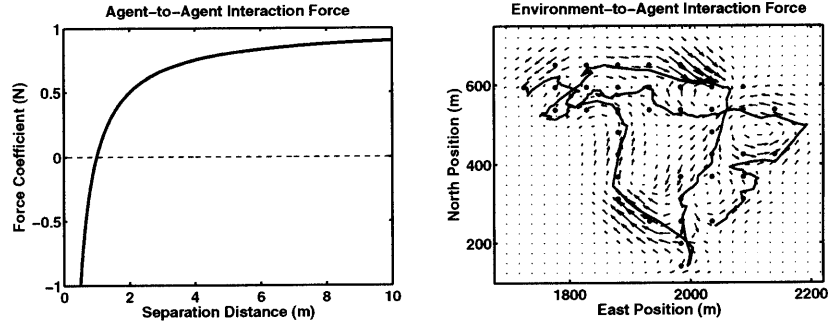 Agent-to-Agent Interaction Force
1
0.5
0
-0.5
-1
Force Coefficient (N)
0 2 4 6 8 10
Separation Distance (m)
Environment-to-Agent Interaction Force
600
400
200
North Position (m)
1800 2000 2200
East Position (m)